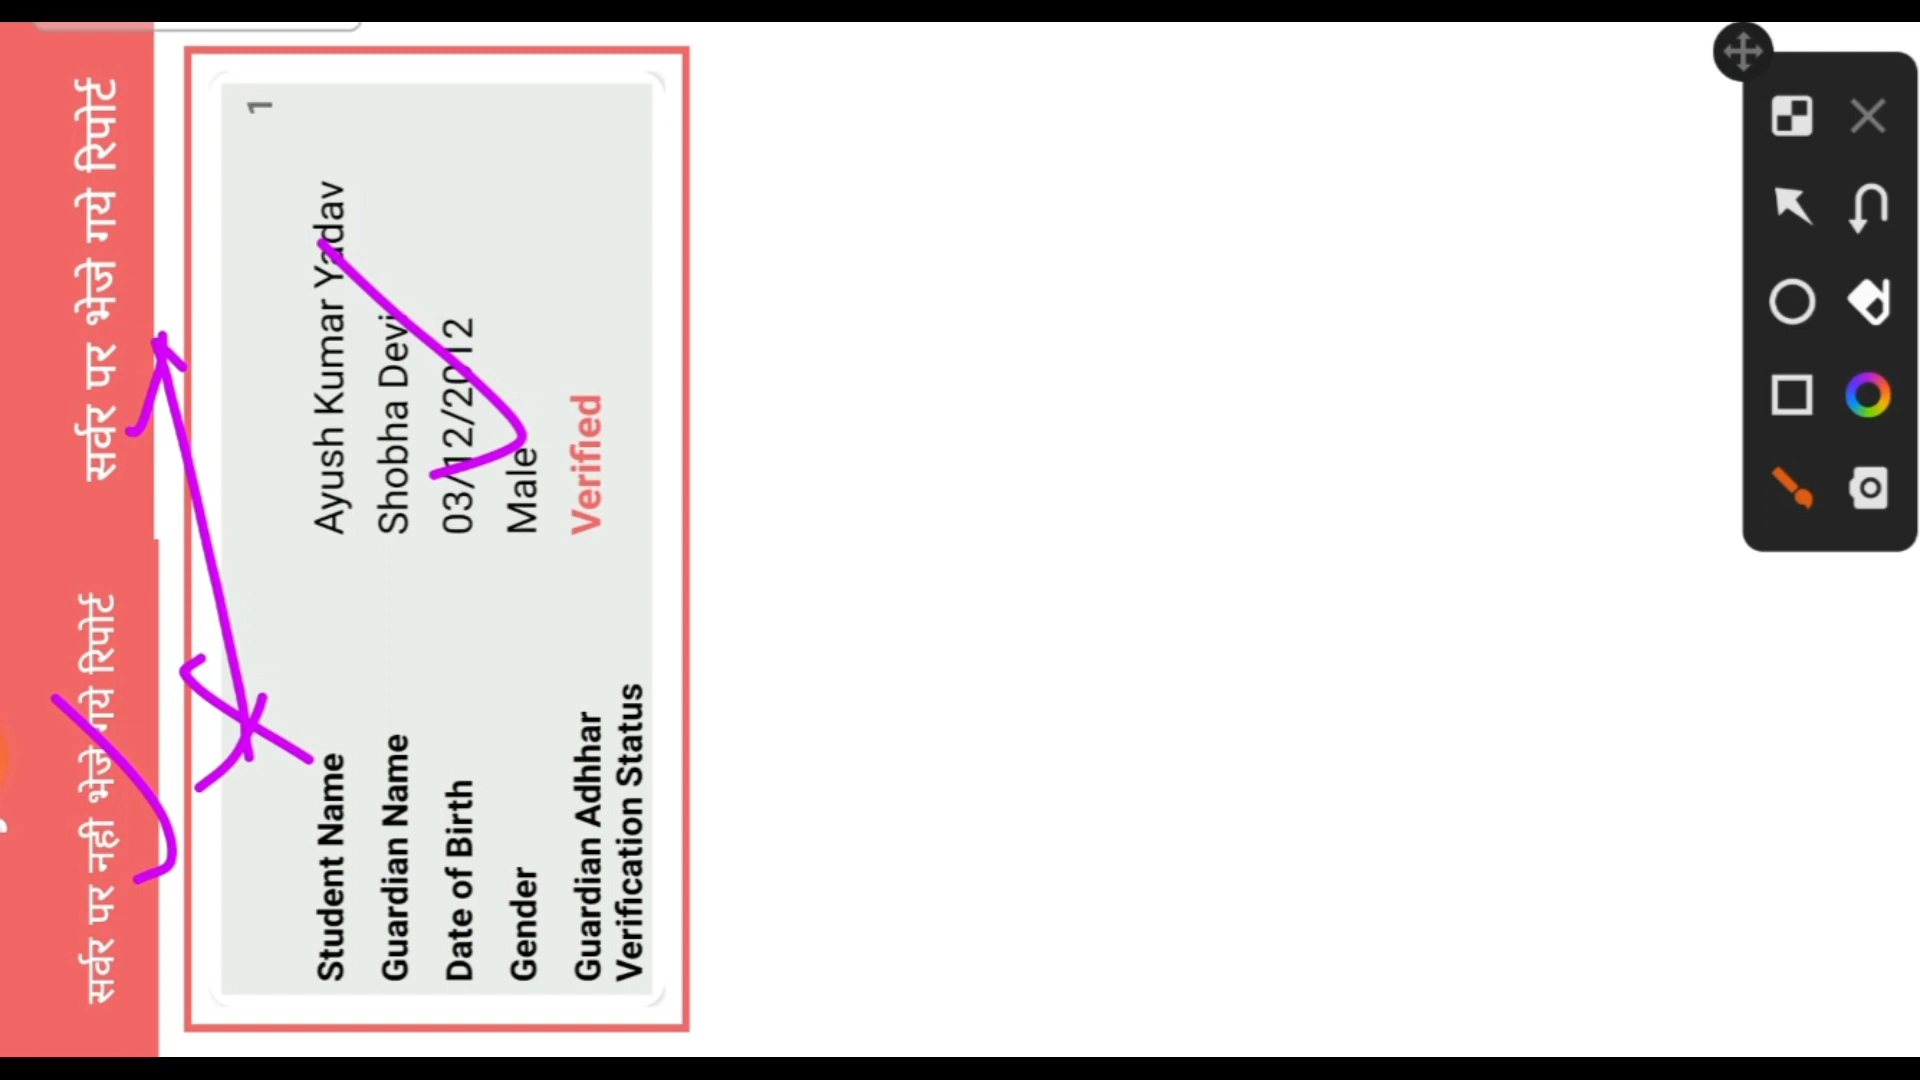 सर्वर पर नही भेजे गये रिपोर्ट
सर्वर पर भेजे गये रिपोर्ट
1
Student Name Ayush Kumar Yadav
Guardian Name Shobha Devi
Date of Birth 03/12/2012
Gender Male
Guardian Adhhar Verified
Verification Status